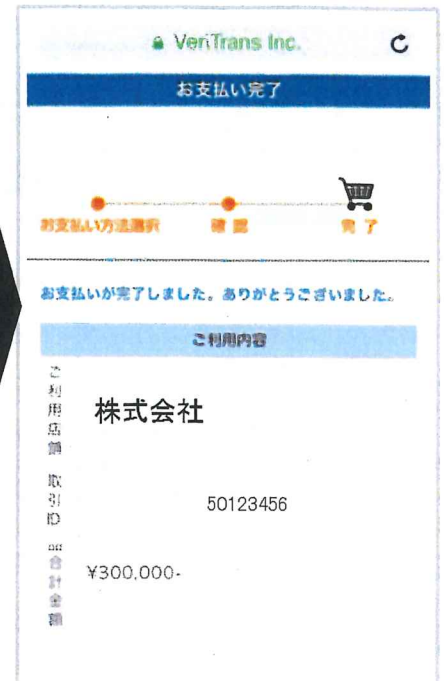 VeriTrans Inc.
お支払い完了
お支払い方法選択 確認 完了
お支払いが完了しました。ありがとうございました。
ご利用内容
ご利用店舗 株式会社
取引ID 50123456
合計金額 ¥300,000-